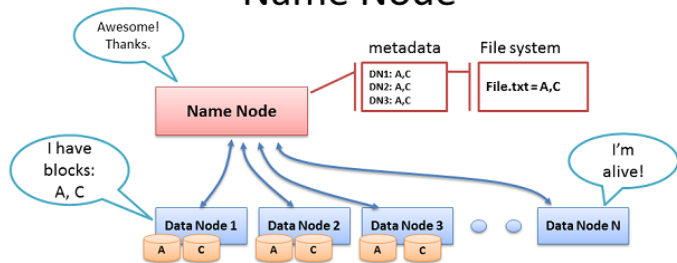 Name Node
Awesome!
Thanks.
metadata
File system
DN1: A,C
DN2: A,C
DN3: A,C
File.txt = A,C
Name Node
I have
blocks:
A, C
I'm
alive!
Data Node 1
Data Node 2
Data Node 3
Data Node N
A
C
A
C
A
C